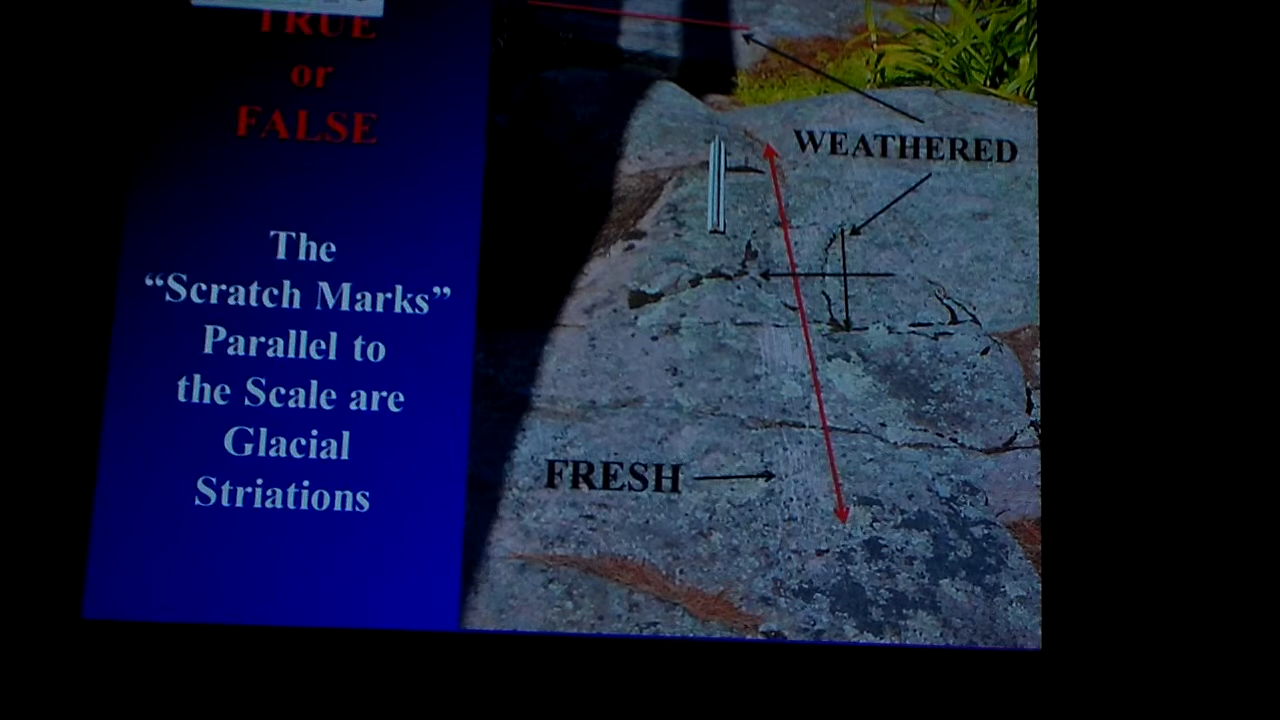 TRUE
or
FALSE
The
“Scratch Marks”
Parallel to
the Scale are
Glacial
Striations
WEATHERED
FRESH